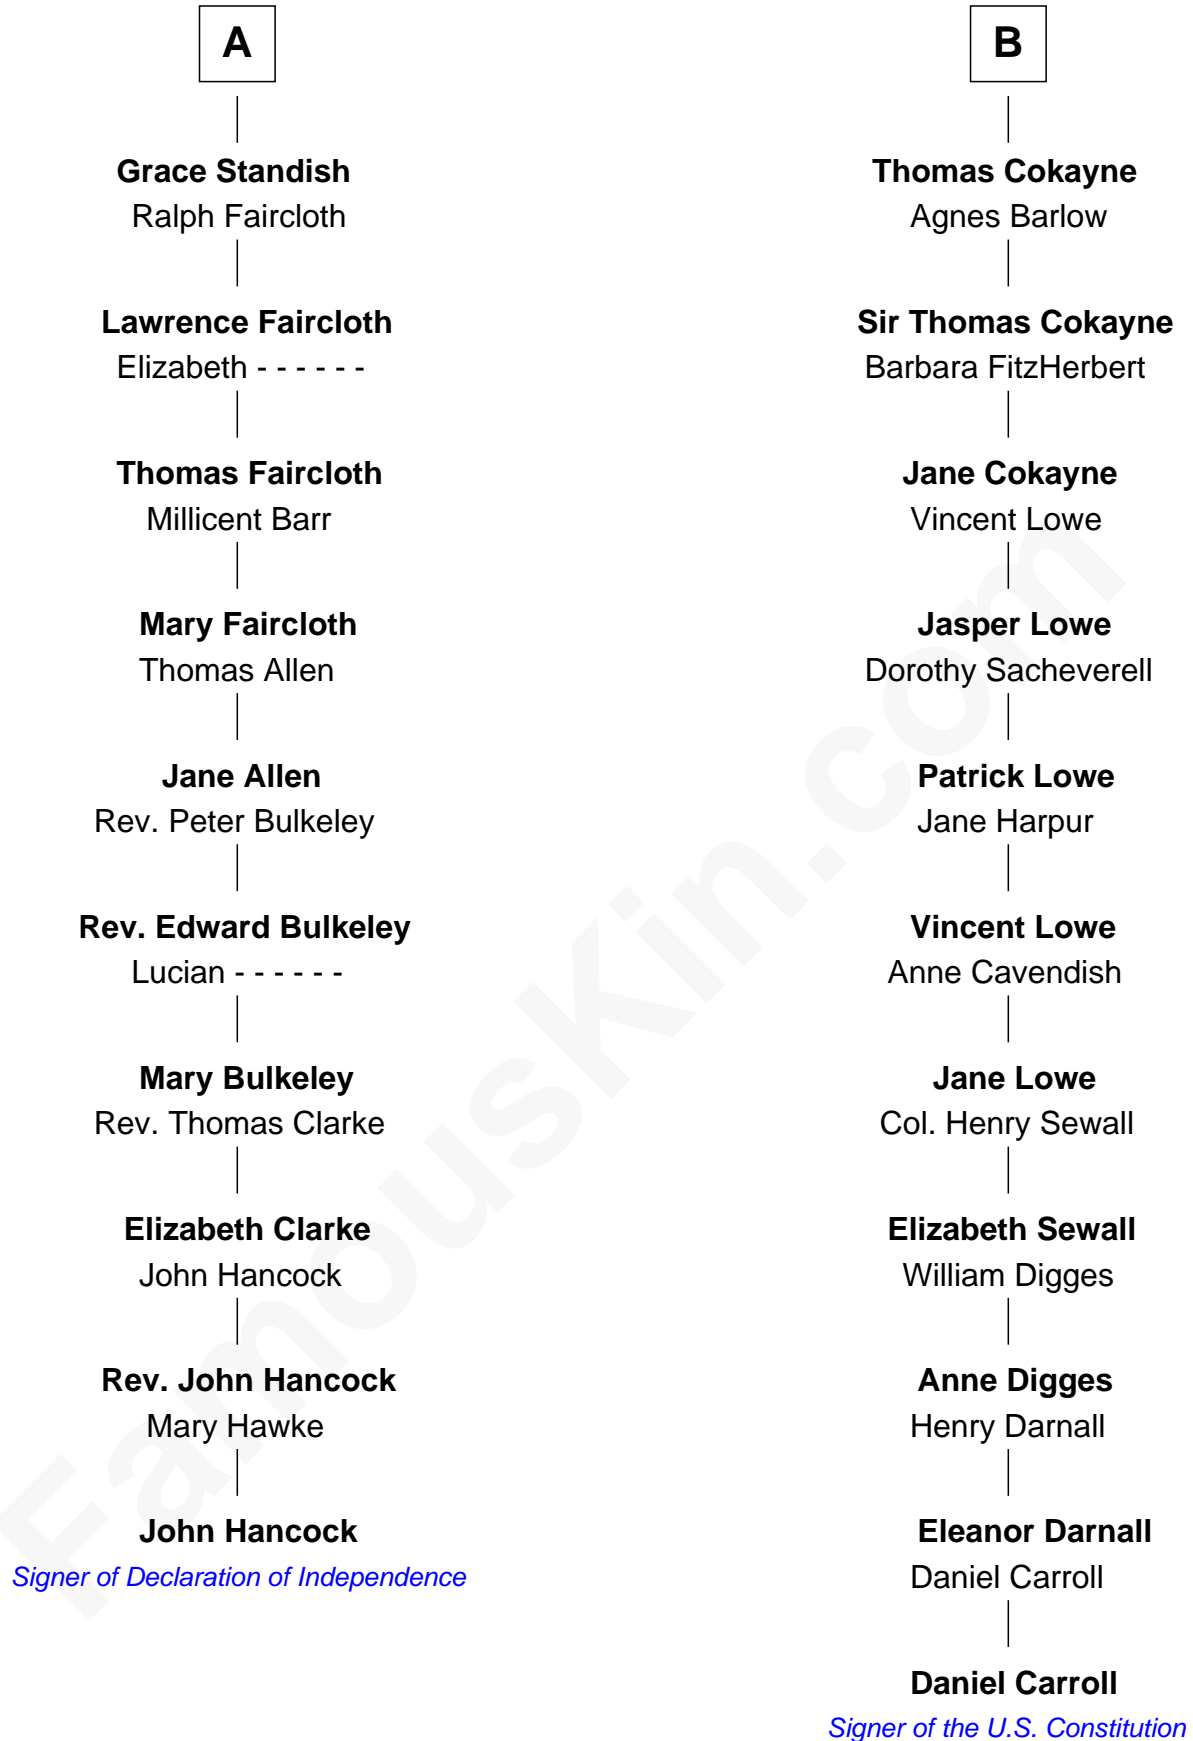 A
Grace Standish
Ralph Faircloth
Lawrence Faircloth
Elizabeth - - - - - -
Thomas Faircloth
Millicent Barr
Mary Faircloth
Thomas Allen
Jane Allen
Rev. Peter Bulkeley
Rev. Edward Bulkeley
Lucian - - - - - -
Mary Bulkeley
Rev. Thomas Clarke
Elizabeth Clarke
John Hancock
Rev. John Hancock
Mary Hawke
John Hancock
Signer of Declaration of Independence
B
Thomas Cokayne
Agnes Barlow
Sir Thomas Cokayne
Barbara FitzHerbert
Jane Cokayne
Vincent Lowe
Jasper Lowe
Dorothy Sacheverell
Patrick Lowe
Jane Harpur
Vincent Lowe
Anne Cavendish
Jane Lowe
Col. Henry Sewall
Elizabeth Sewall
William Digges
Anne Digges
Henry Darnall
Eleanor Darnall
Daniel Carroll
Daniel Carroll
Signer of the U.S. Constitution
FamousKin.com